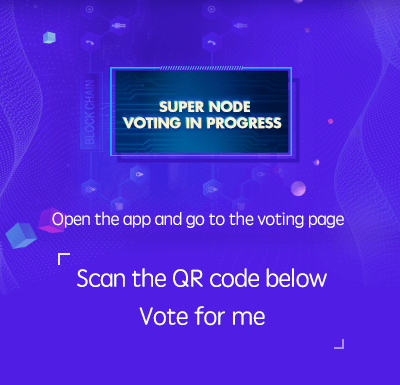 BLOCK CHAIN
SUPER NODE
VOTING IN PROGRESS
Open the app and go to the voting page
Scan the QR code below
Vote for me